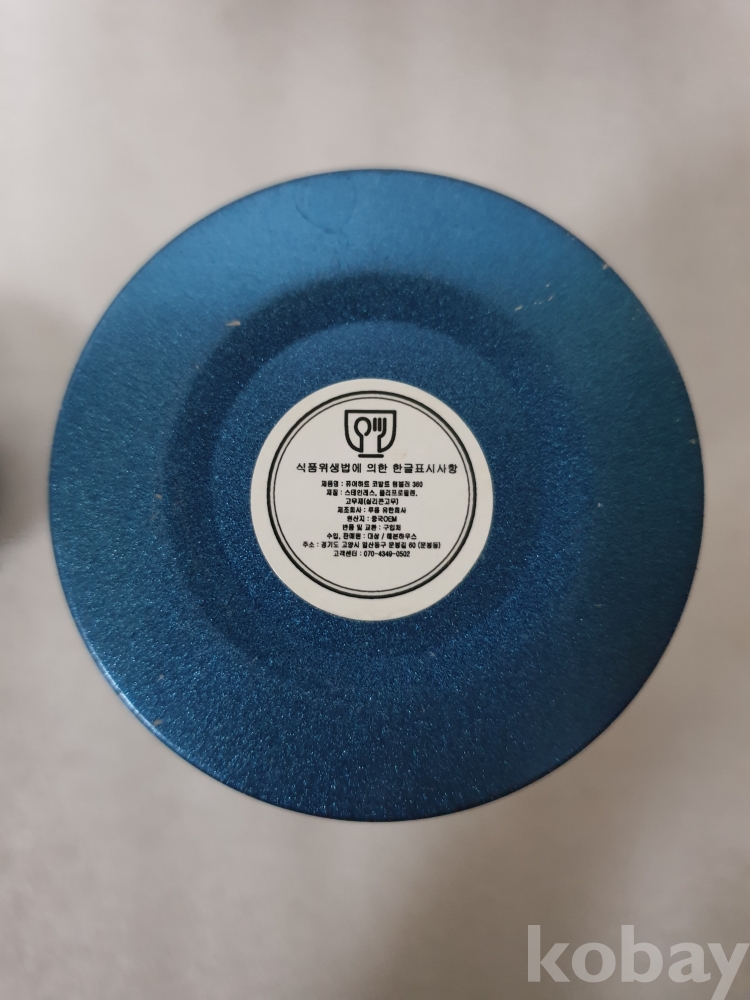 식품위생법에 의한 한글표시사항
제품명 : 퓨어하트 코발트 텀블러 380
재질 : 스테인레스, 폴리프로필렌,
고무제(실리콘고무)
제조회사 : 루용 유한회사
원산지 : 중국OEM
반품 및 교환 : 구입처
수입, 판매원 : 대상 / 해븐하우스
주소 : 경기도 고양시 일산동구 문봉길 60 (문봉동)
고객센터 : 070-4349-0502
kobay